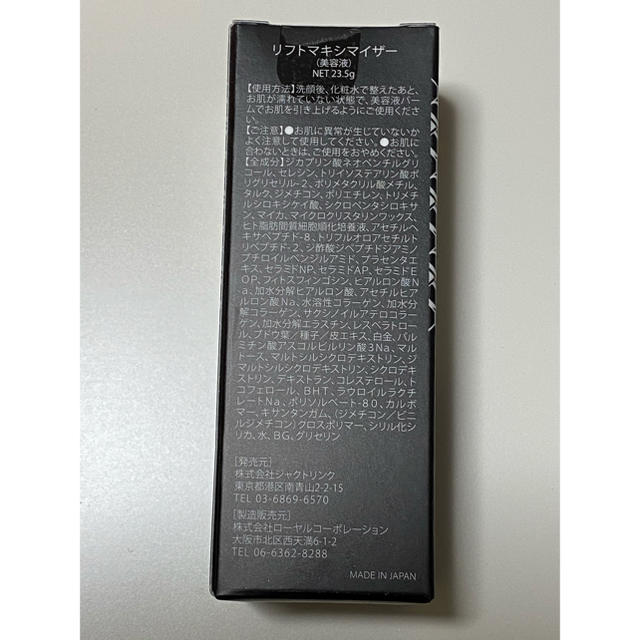 リフトマキシマイザー
(美容液)
NET 23.5g
【使用方法】洗顔後、化粧水で整えたあと、
お肌が濡れていない状態で、美容液バー
ムでお肌を引き上げるようにご使用くださ
い。
【ご注意】●お肌に異常が生じていないか
よく注意して使用してください。●お肌に
合わないときは、ご使用をおやめください。
【全成分】ジカプリン酸ネオペンチルグリ
コール、セレシン、トリイソステアリン酸ポ
リグリセリル-2、ポリメタクリル酸メチル、
タルク、ジメチコン、ポリエチレン、トリメチ
ルシロキシケイ酸、シクロペンタシロキサ
ン、マイカ、マイクロクリスタリンワックス、
ヒト脂肪間質細胞順化培養液、アセチルヘ
キサペプチド-8、トリフルオロアセチルト
リペプチド-2、ジ酢酸ジペプチドジアミノ
ブチロイルベンジルアミド、プラセンタエ
キス、セラミドNP、セラミドAP、セラミドE
OP、フィトスフィンゴシン、ヒアルロン酸N
a、加水分解ヒアルロン酸、アセチルヒア
ルロン酸Na、水溶性コラーゲン、加水分
解コラーゲン、サクシノイルアテロコラー
ゲン、加水分解エラスチン、レスベラトロー
ル、ブドウ葉／種子／皮エキス、白金、パル
ミチン酸アスコルビルリン酸3Na、マル
トース、マルトシルシクロデキストリン、ジ
マルトシルシクロデキストリン、シクロデキ
ストリン、デキストラン、コレステロール、ト
コフェロール、BHT、ラウロイルラクチ
レートNa、ポリソルベート-80、カルボ
マー、キサンタンガム、(ジメチコン／ビニ
ルジメチコン)クロスポリマー、シリル化シ
リカ、水、BG、グリセリン
[発売元]
株式会社ジャクトリンク
東京都港区南青山2-2-15
TEL 03-6869-6570
[製造販売元]
株式会社ローヤルコーポレーション
大阪市北区西天満6-1-2
TEL 06-6362-8288
MADE IN JAPAN